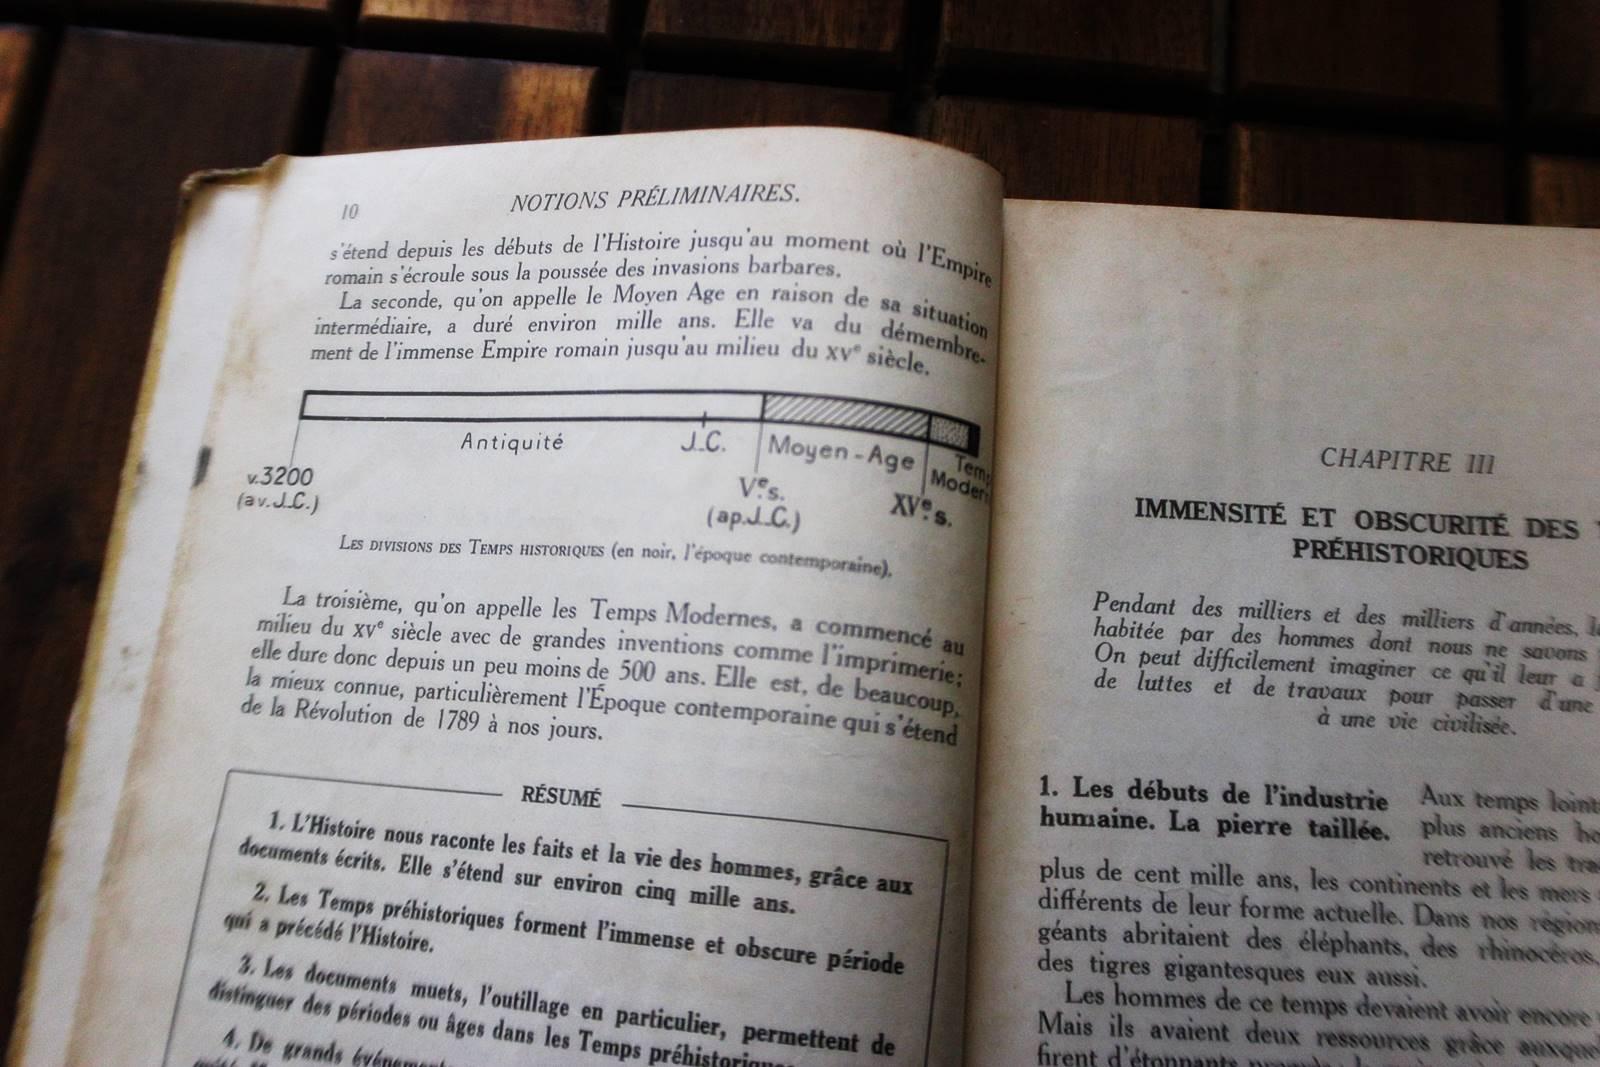 10
NOTIONS PRÉLIMINAIRES.
s'étend depuis les débuts de l'Histoire jusqu'au moment où l'Empire
romain s'écroule sous la poussée des invasions barbares.
La seconde, qu'on appelle le Moyen Age en raison de sa situation
intermédiaire, a duré environ mille ans. Elle va du démembre-
ment de l'immense Empire romain jusqu'au milieu du XVe siècle.
Antiquité
J.-C.
Moyen-Age
Modern
v.3200
(av.J.-C.)
Ve s.
(ap.J.-C.)
XVe s.
LES DIVISIONS DES TEMPS HISTORIQUES (en noir, l'époque contemporaine).
La troisième, qu'on appelle les Temps Modernes, a commencé au
milieu du XVe siècle avec de grandes inventions comme l'imprimerie;
elle dure donc depuis un peu moins de 500 ans. Elle est, de beaucoup,
la mieux connue, particulièrement l'Époque contemporaine qui s'étend
de la Révolution de 1789 à nos jours.
RÉSUMÉ
1. L'Histoire nous raconte les faits et la vie des hommes, grâce aux
documents écrits. Elle s'étend sur environ cinq mille ans.
2. Les Temps préhistoriques forment l'immense et obscure période
qui a précédé l'Histoire.
3. Les documents muets, l'outillage en particulier, permettent de
distinguer des périodes ou âges dans les Temps
4. De grands
CHAPITRE III
IMMENSITÉ ET OBSCURITÉ DES
PRÉHISTORIQUES
Pendant des milliers et des milliers d'années,
habitée par des hommes dont nous ne savons
On peut difficilement imaginer ce qu'il leur a
de luttes et de travaux pour passer d'une
à une vie civilisée.
1. Les débuts de l'industrie
humaine. La pierre taillée.
Aux temps
plus anciens
retrouvé les
plus de cent mille ans, les continents et les mers
différents de leur forme actuelle. Dans nos
géants abritaient des éléphants, des rhinocéros,
des tigres gigantesques eux aussi.
Les hommes de ce temps devaient avoir encore
Mais ils avaient deux ressources grâce
firent d'étonnants